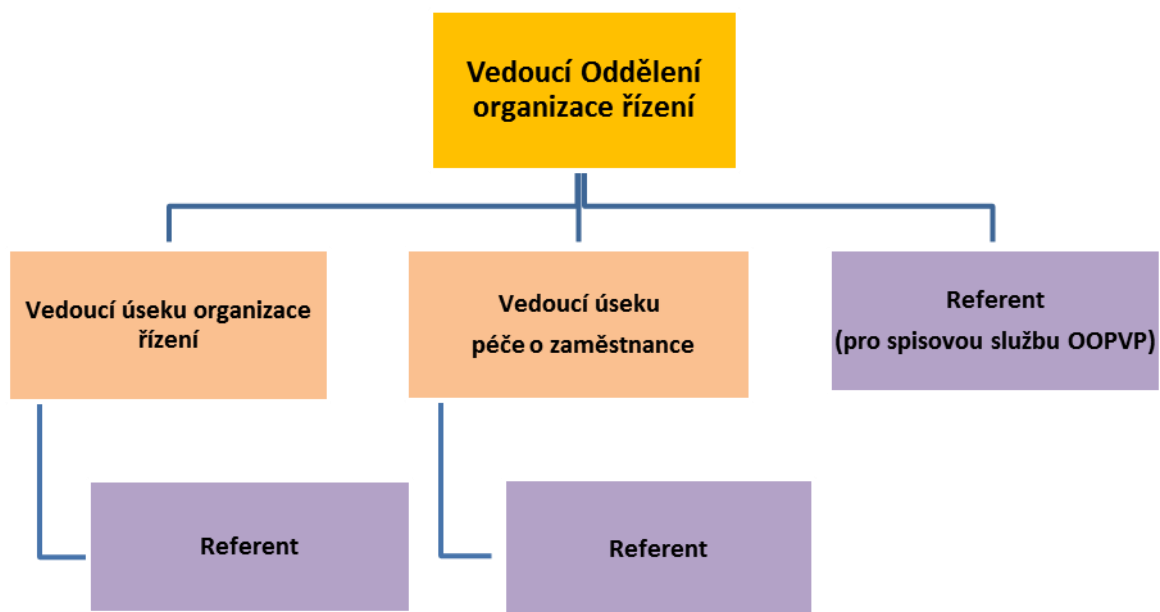 Vedoucí Oddělení
organizace řízení
Vedoucí úseku organizace
řízení
Vedoucí úseku
péče o zaměstnance
Referent
(pro spisovou službu OOPVP)
Referent
Referent